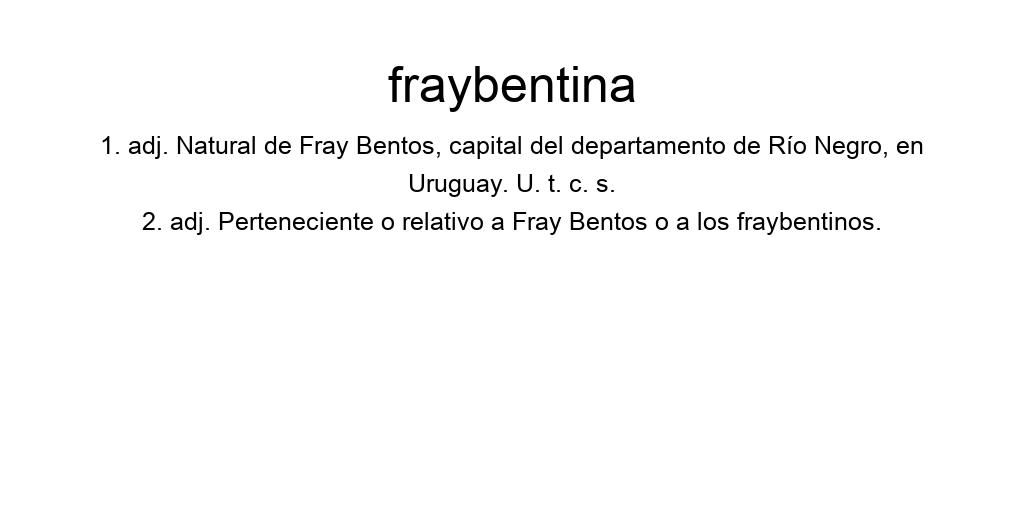 fraybentina
1. adj. Natural de Fray Bentos, capital del departamento de Río Negro, en
Uruguay. U. t. c. s.
2. adj. Perteneciente o relativo a Fray Bentos o a los fraybentinos.